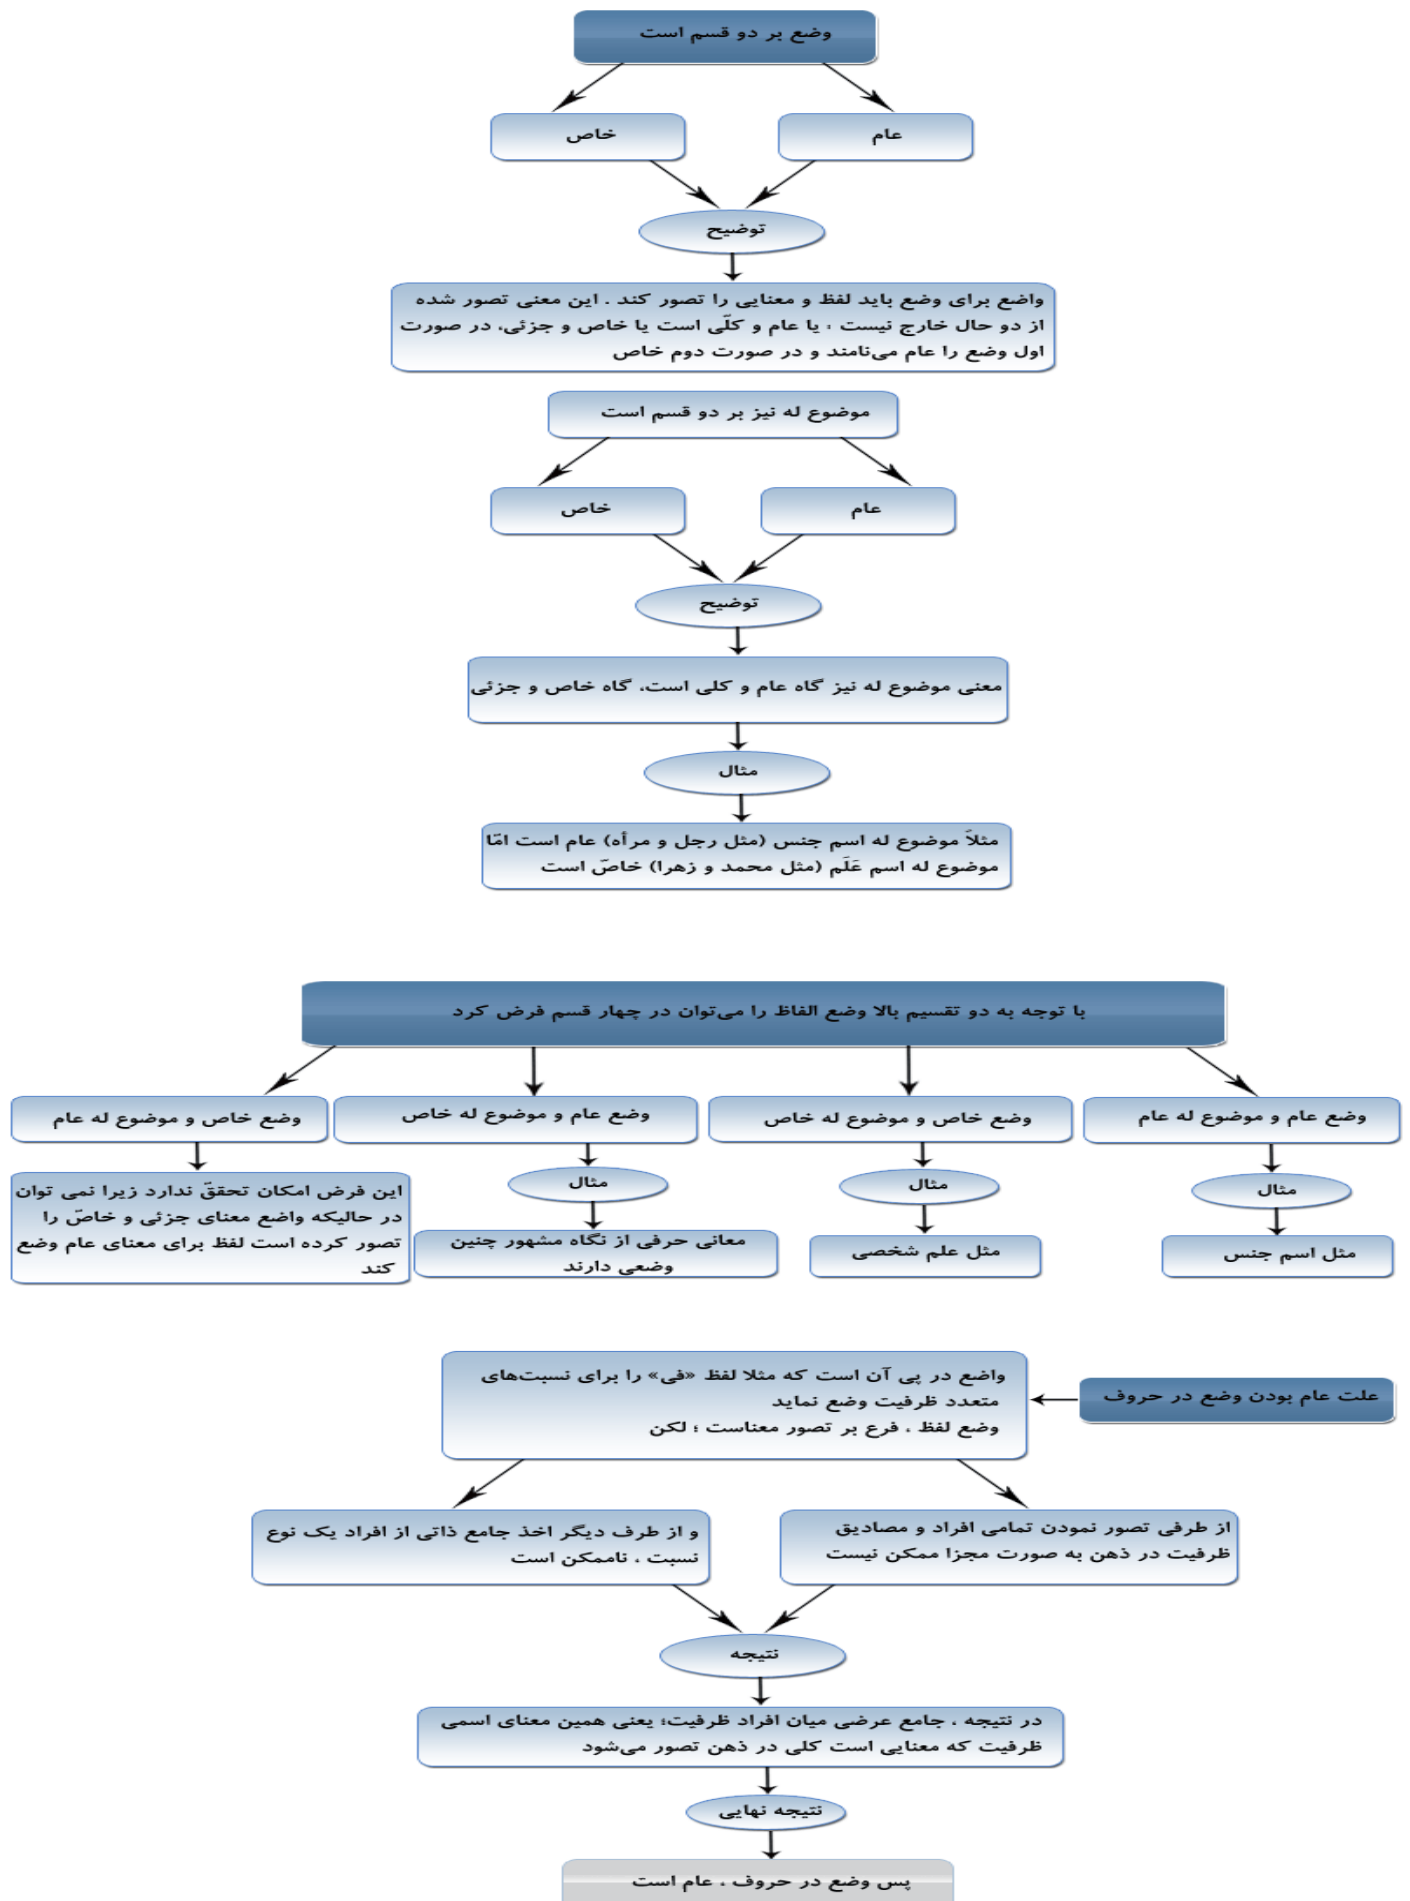 وضع بر دو قسم است
عام
خاص
توضیح
واضع برای وضع باید لفظ و معنایی را تصور کند . این معنی تصور شده
از دو حال خارج نیست ؛ یا عام و کلّی است یا خاص و جزئی، در صورت
اول وضع را عام می‌نامند و در صورت دوم خاص
موضوع له نیز بر دو قسم است
عام
خاص
توضیح
معنی موضوع له نیز گاه عام و کلی است، گاه خاص و جزئی
مثال
مثلاً موضوع له اسم جنس (مثل رجل و مرأه) عام است امّا
موضوع له اسم عَلَم (مثل محمد و زهرا) خاصّ است
با توجه به دو تقسیم بالا وضع الفاظ را می‌توان در چهار قسم فرض کرد
وضع عام و موضوع له عام
مثال
مثل اسم جنس
وضع خاص و موضوع له خاص
مثال
مثل علم شخصی
وضع عام و موضوع له خاص
مثال
معانی حرفی از نگاه مشهور چنین
وضعی دارند
وضع خاص و موضوع له عام
این فرض امکان تحققّ ندارد زیرا نمی توان
در حالیکه واضع معنای جزئی و خاصّ را
تصور کرده است لفظ برای معنای عام وضع
کند
علت عام بودن وضع در حروف
واضع در پی آن است که مثلا لفظ «فی» را برای نسبت‌های
متعدد ظرفیت وضع نماید
وضع لفظ ، فرع بر تصور معناست ؛ لکن
از طرفی تصور نمودن تمامی افراد و مصادیق
ظرفیت در ذهن به صورت مجزا ممکن نیست
و از طرف دیگر اخذ جامع ذاتی از افراد یک نوع
نسبت ، ناممکن است
نتیجه
در نتیجه ، جامع عرضی میان افراد ظرفیت؛ یعنی همین معنای اسمی
ظرفیت که معنایی است کلی در ذهن تصور می‌شود
نتیجه نهایی
پس وضع در حروف ، عام است